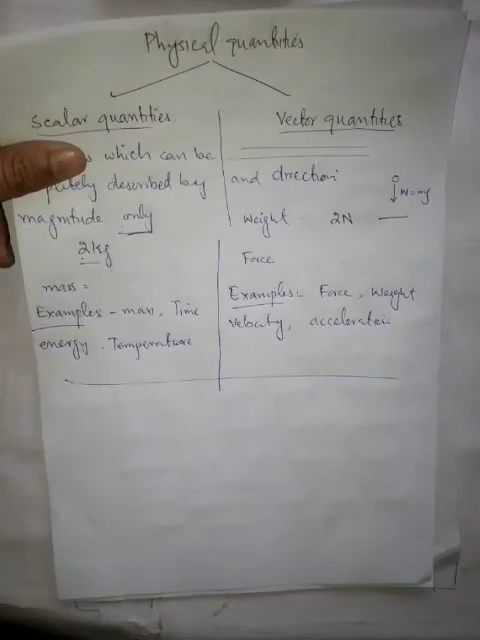 Physical quantities
Scalar quantities.
which can be
described by
magnitude only
2kg
mass =
Examples - mass, Time
energy. Temperature
Vector quantities
and direction
Weight 2N
W=mg
Force
Examples:- Force, Weight
Velocity, acceleration